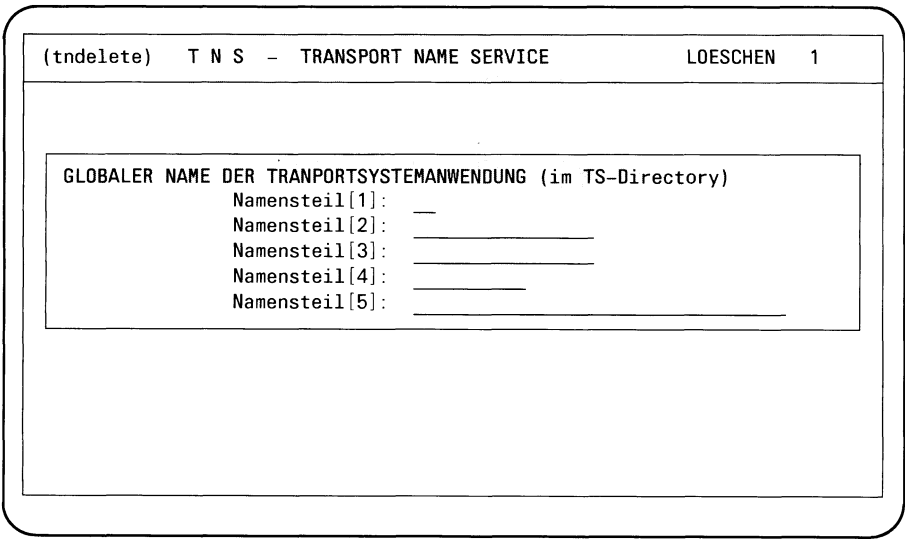 (tndelete) T N S – TRANSPORT NAME SERVICE LOESCHEN 1
GLOBALER NAME DER TRANPORTSYSTEMANWENDUNG (im TS-Directory)
Namensteil[1]:
Namensteil[2]:
Namensteil[3]:
Namensteil[4]:
Namensteil[5]: